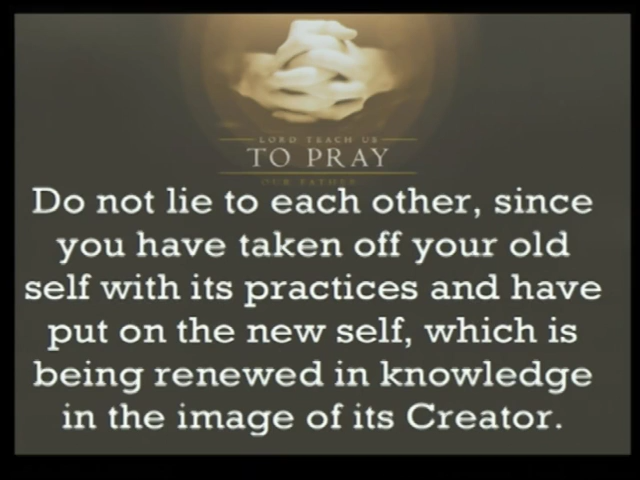 LORD TEACH US
TO PRAY
OUR FATHER
Do not lie to each other, since
you have taken off your old
self with its practices and have
put on the new self, which is
being renewed in knowledge
in the image of its Creator.